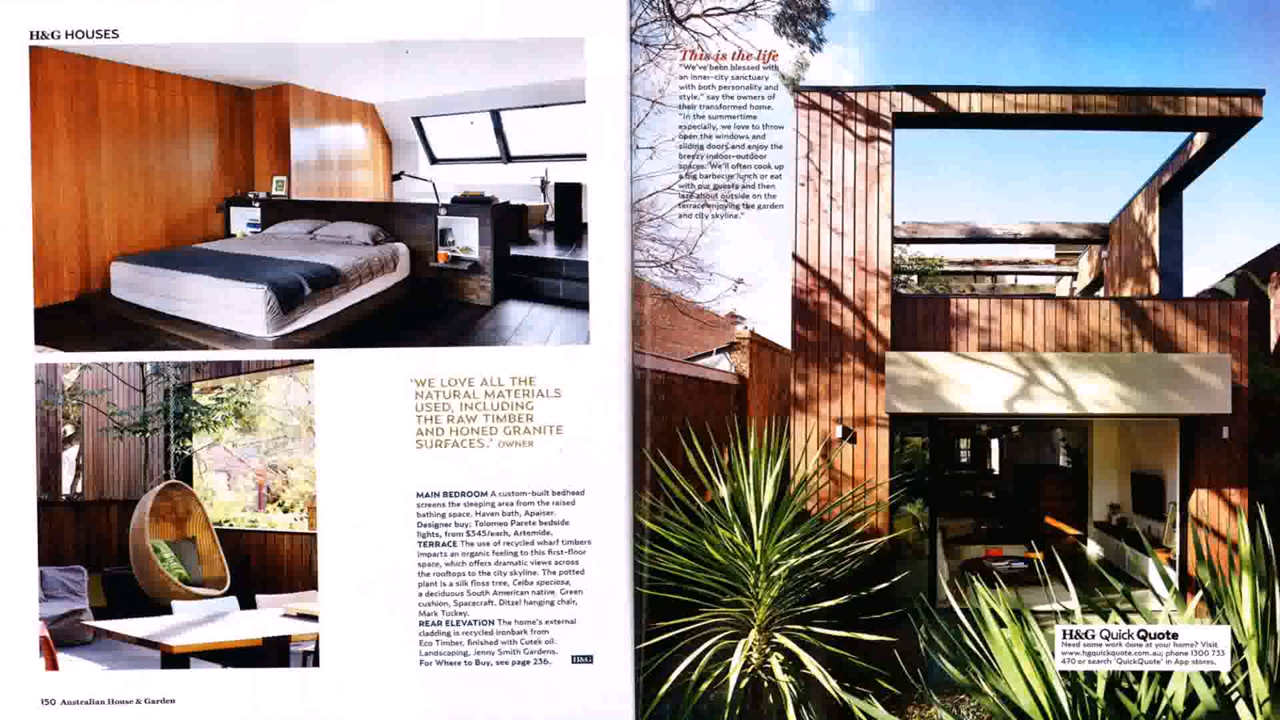 H&G HOUSES
'WE LOVE ALL THE
NATURAL MATERIALS
USED, INCLUDING
THE RAW TIMBER
AND HONED GRANITE
SURFACES.' OWNER
MAIN BEDROOM A custom-built bedhead
screens the sleeping area from the raised
bathing space. Haven bath, Apaiser.
Designer buy: Tolomeo Parete bedside
lights, from $345/each, Artemide.
TERRACE The use of recycled wharf timbers
imparts an organic feeling to this first-floor
space, which offers dramatic views across
the rooftops to the city skyline. The potted
plant is a silk floss tree, Ceiba speciosa,
a deciduous South American native. Green
cushion, Spacecraft. Ditzel hanging chair,
Mark Tuckey.
REAR ELEVATION The home's external
cladding is recycled ironbark from
Eco Timber, finished with Cutek oil.
Landscaping, Jenny Smith Gardens.
For Where to Buy, see page 236.
H&G
150 Australian House & Garden
This is the life
"We've been blessed with
an inner-city sanctuary
with both personality and
style," say the owners of
their transformed home.
"In the summertime
especially, we love to throw
open the windows and
sliding doors and enjoy the
breezy indoor-outdoor
spaces. We'll often cook up
a big barbecue lunch or eat
with our guests and then
laze about outside on the
terrace enjoying the garden
and city skyline."
H&G Quick Quote
Need some work done at your home? Visit
www.hgquickquote.com.au; phone 1300 733
470 or search 'QuickQuote' in App stores.